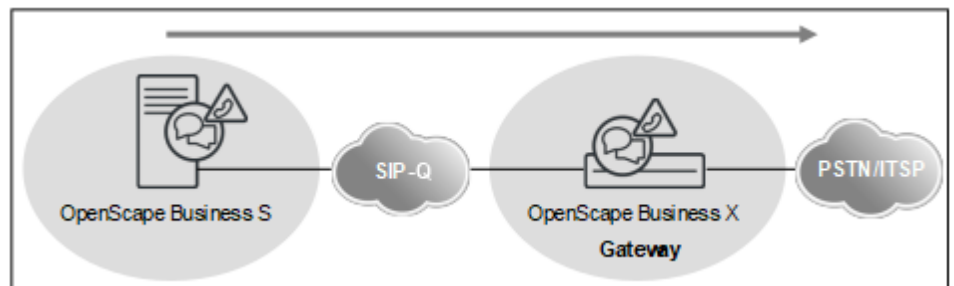 SIP-Q
PSTN/ITSP
OpenScape Business S
OpenScape Business X
Gateway